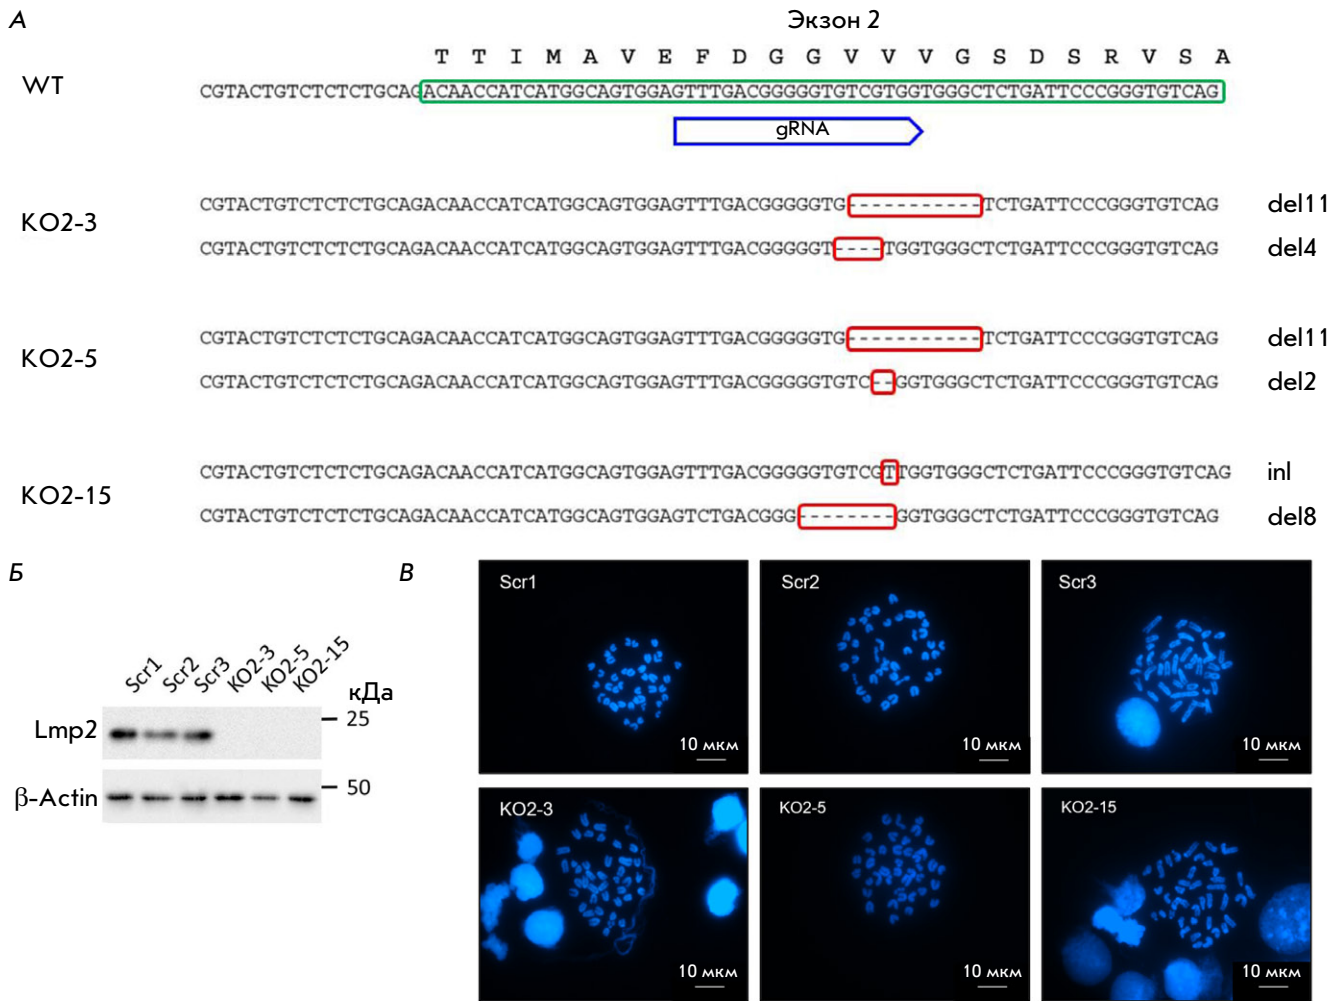 А
Экзон 2
T T I M A V E F D G G V V V G S D S R V S A
WT
CGTACTGTCTCTCTGCAGACAACCATCATGGCAGTGGAGTTTGACGGGGGTGTCGTGGTGGGCTCTGATTCCCGGGTGTCAG
gRNA
KO2-3
CGTACTGTCTCTCTGCAGACAACCATCATGGCAGTGGAGTTTGACGGGGGTG-----------TCTGATTCCCGGGTGTCAG del11
CGTACTGTCTCTCTGCAGACAACCATCATGGCAGTGGAGTTTGACGGGGGT----TGGTGGGCTCTGATTCCCGGGTGTCAG del4
KO2-5
CGTACTGTCTCTCTGCAGACAACCATCATGGCAGTGGAGTTTGACGGGGGTG-----------TCTGATTCCCGGGTGTCAG del11
CGTACTGTCTCTCTGCAGACAACCATCATGGCAGTGGAGTTTGACGGGGGTGTC--GGTGGGCTCTGATTCCCGGGTGTCAG del2
KO2-15
CGTACTGTCTCTCTGCAGACAACCATCATGGCAGTGGAGTTTGACGGGGGTGTCGTTGGTGGGCTCTGATTCCCGGGTGTCAG inl
CGTACTGTCTCTCTGCAGACAACCATCATGGCAGTGGAGTCTGACGGG--------GGTGGGCTCTGATTCCCGGGTGTCAG del8
Б
Scr1 Scr2 Scr3 KO2-3 KO2-5 KO2-15
кДа
Lmp2
25
β-Actin
50
В
Scr1
10 мкм
Scr2
10 мкм
Scr3
10 мкм
KO2-3
10 мкм
KO2-5
10 мкм
KO2-15
10 мкм